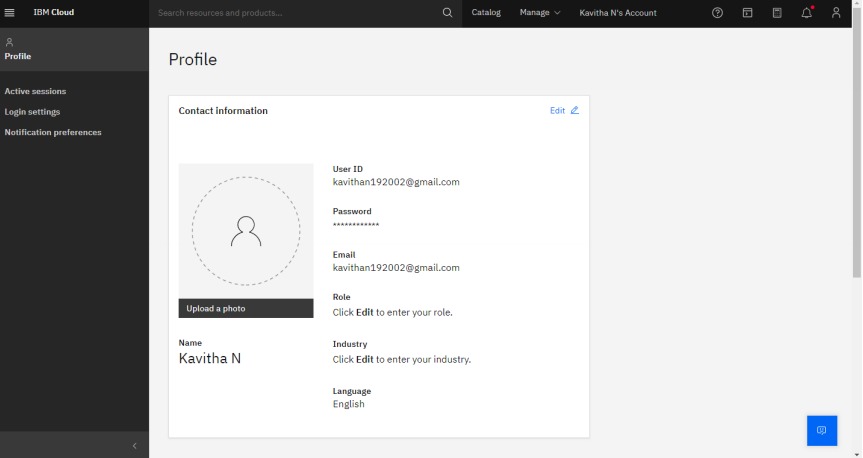 IBM Cloud
Search resources and products...
Catalog
Manage
Kavitha N's Account
Profile
Active sessions
Login settings
Notification preferences
Profile
Contact information
Edit
Upload a photo
Name
Kavitha N
User ID
kavithan192002@gmail.com
Password
************
Email
kavithan192002@gmail.com
Role
Click Edit to enter your role.
Industry
Click Edit to enter your industry.
Language
English